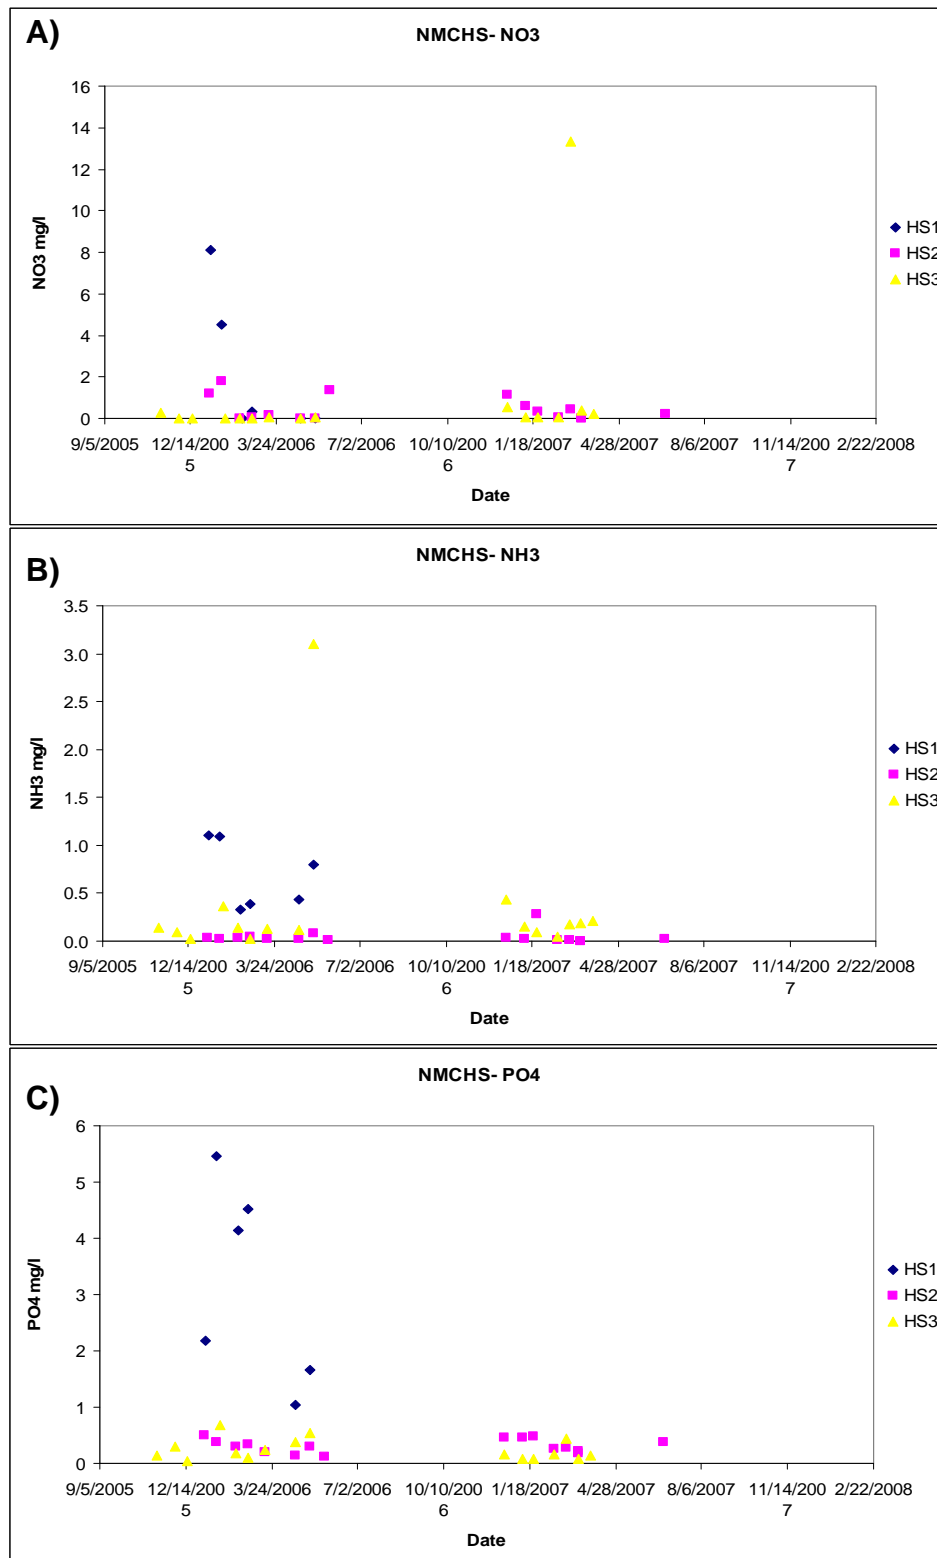 A)
NMCHS- NO3
16
14
12
10
8
6
4
2
0
NO3 mg/l
9/5/2005 12/14/200 3/24/2006 7/2/2006 10/10/200 1/18/2007 4/28/2007 8/6/2007 11/14/200 2/22/2008
5 6 7
Date
HS1
HS2
HS3
B)
NMCHS- NH3
3.5
3.0
2.5
2.0
1.5
1.0
0.5
0.0
NH3 mg/l
9/5/2005 12/14/200 3/24/2006 7/2/2006 10/10/200 1/18/2007 4/28/2007 8/6/2007 11/14/200 2/22/2008
5 6 7
Date
HS1
HS2
HS3
C)
NMCHS- PO4
6
5
4
3
2
1
0
PO4 mg/l
9/5/2005 12/14/200 3/24/2006 7/2/2006 10/10/200 1/18/2007 4/28/2007 8/6/2007 11/14/200 2/22/2008
5 6 7
Date
HS1
HS2
HS3